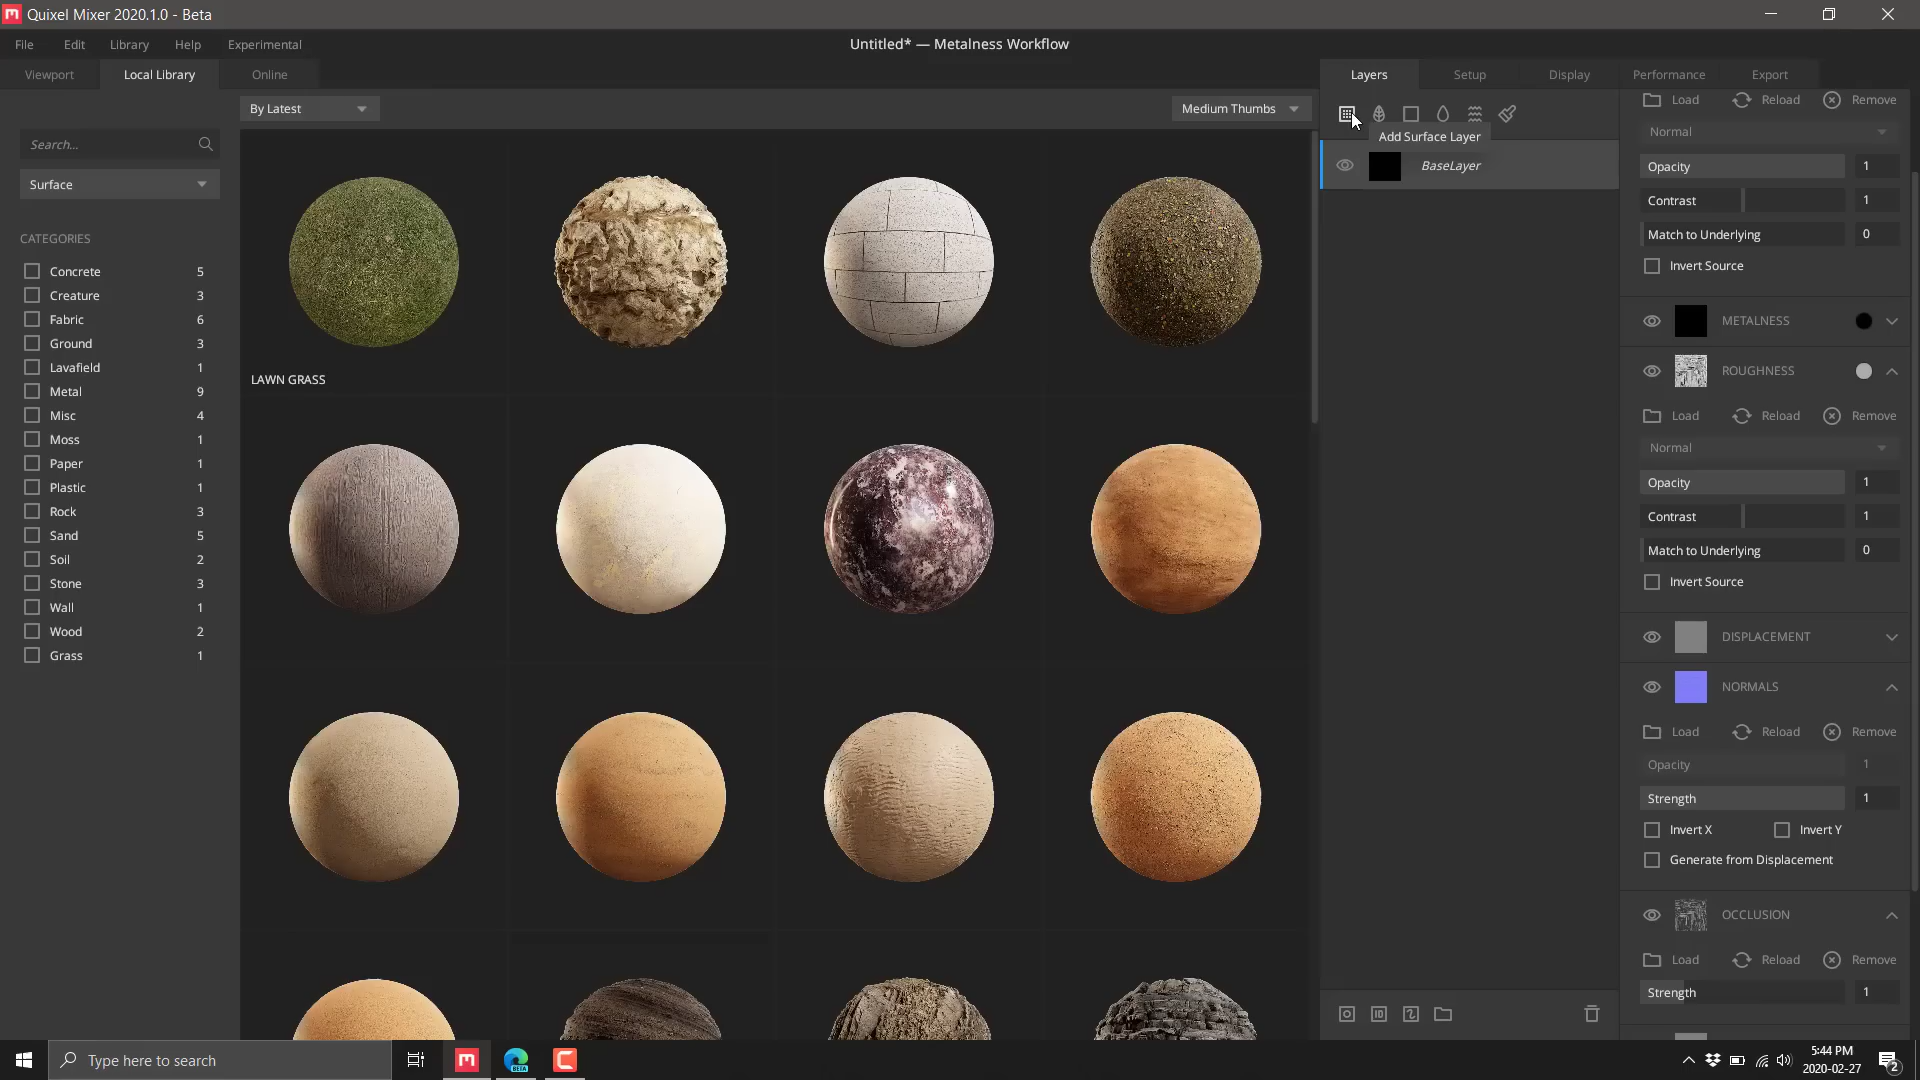 Quixel Mixer 2020.1.0 - Beta
File Edit Library Help Experimental
Untitled* — Metalness Workflow
Viewport Local Library Online
Layers Setup Display Performance Export
By Latest
Medium Thumbs
Search...
Surface
CATEGORIES
Concrete 5
Creature 3
Fabric 6
Ground 3
Lavafield 1
Metal 9
Misc 4
Moss 1
Paper 1
Plastic 1
Rock 3
Sand 5
Soil 2
Stone 3
Wall 1
Wood 2
Grass 1
LAWN GRASS
Add Surface Layer
BaseLayer
Load Reload Remove
Normal
Opacity 1
Contrast 1
Match to Underlying 0
Invert Source
METALNESS
ROUGHNESS
Load Reload Remove
Normal
Opacity 1
Contrast 1
Match to Underlying 0
Invert Source
DISPLACEMENT
NORMALS
Load Reload Remove
Opacity 1
Strength 1
Invert X Invert Y
Generate from Displacement
OCCLUSION
Load Reload Remove
Strength 1
Type here to search
BETA
5:44 PM
2020-02-27
2